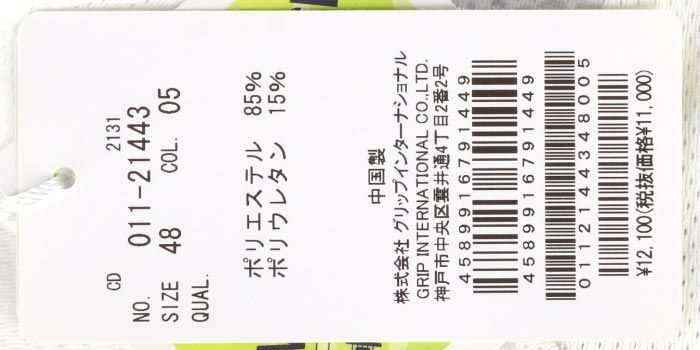 CD 2131
NO. 011-21443
SIZE 48 COL. 05
QUAL.
ポリエステル 85%
ポリウレタン 15%
中国製
株式会社 グリップインターナショナル
GRIP INTERNATIONAL CO.,LTD.
神戸市中央区雲井通4丁目2番2号
4589916791449
4589916791449
0112144348005
¥12,100(税抜価格¥11,000)